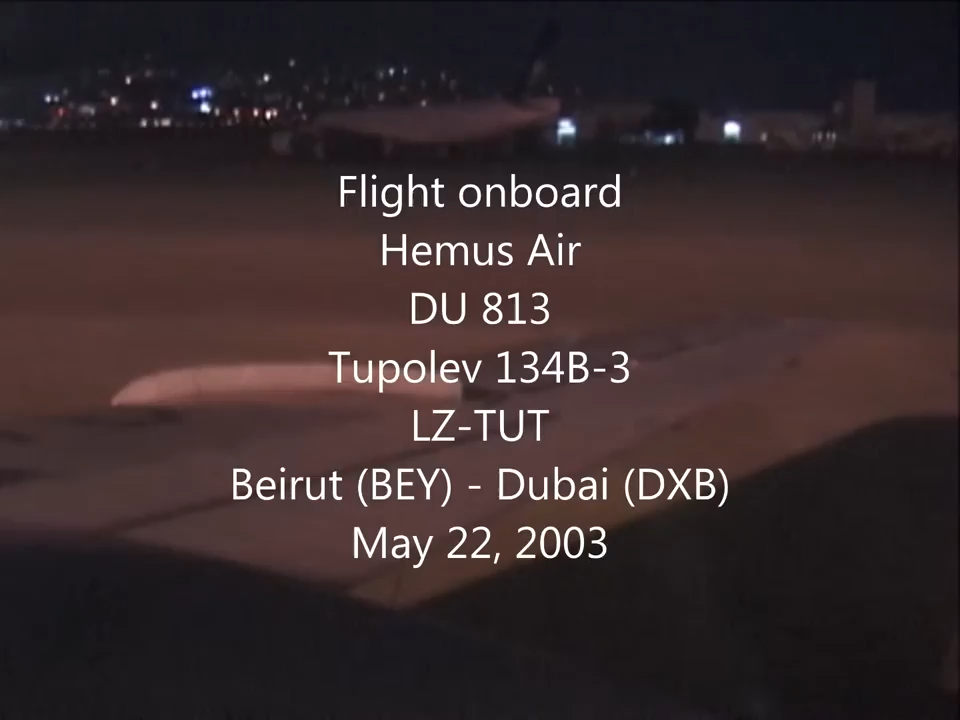 Flight onboard
Hemus Air
DU 813
Tupolev 134B-3
LZ-TUT
Beirut (BEY) - Dubai (DXB)
May 22, 2003